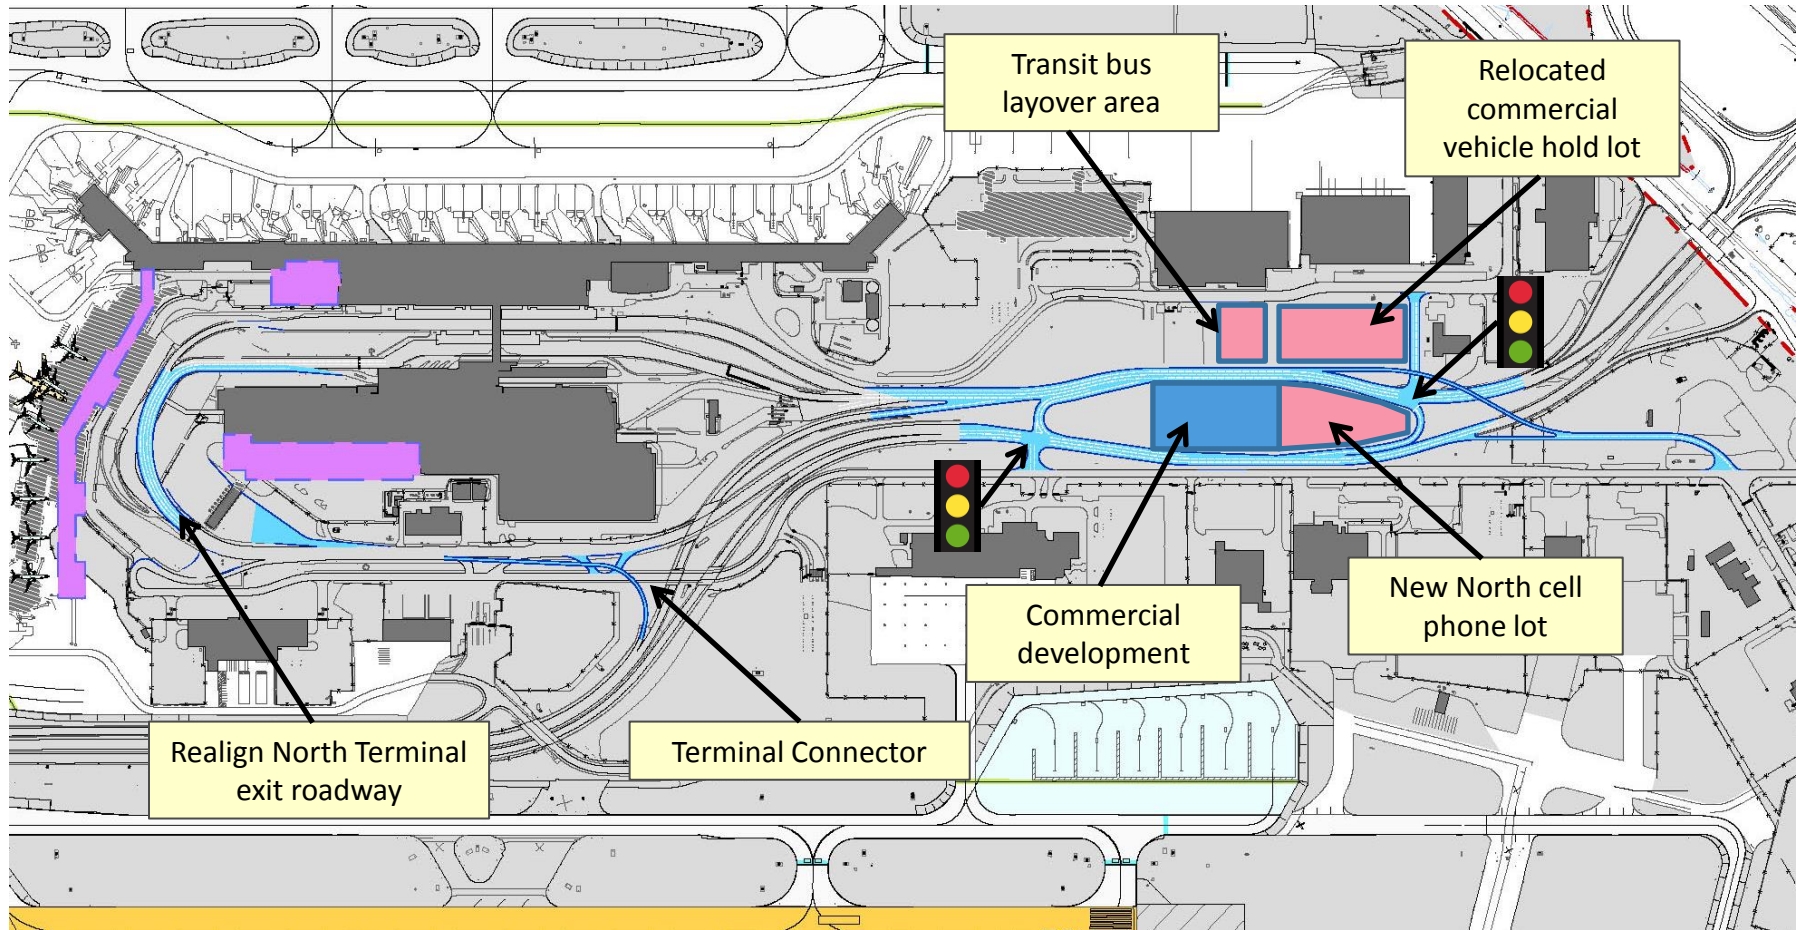 Transit bus
layover area
Relocated
commercial
vehicle hold lot
Commercial
development
New North cell
phone lot
Realign North Terminal
exit roadway
Terminal Connector